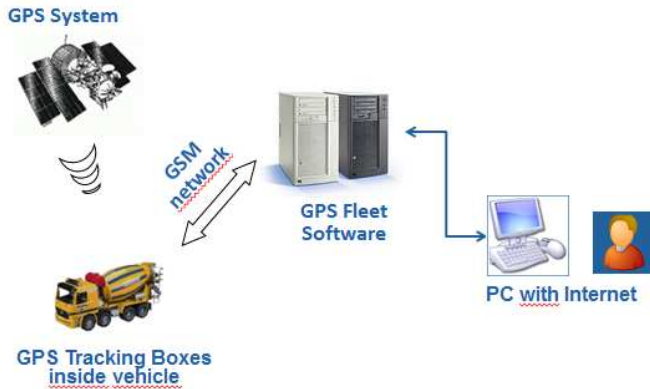 GPS System
GSM
network
GPS Fleet
Software
PC with Internet
GPS Tracking Boxes
inside vehicle